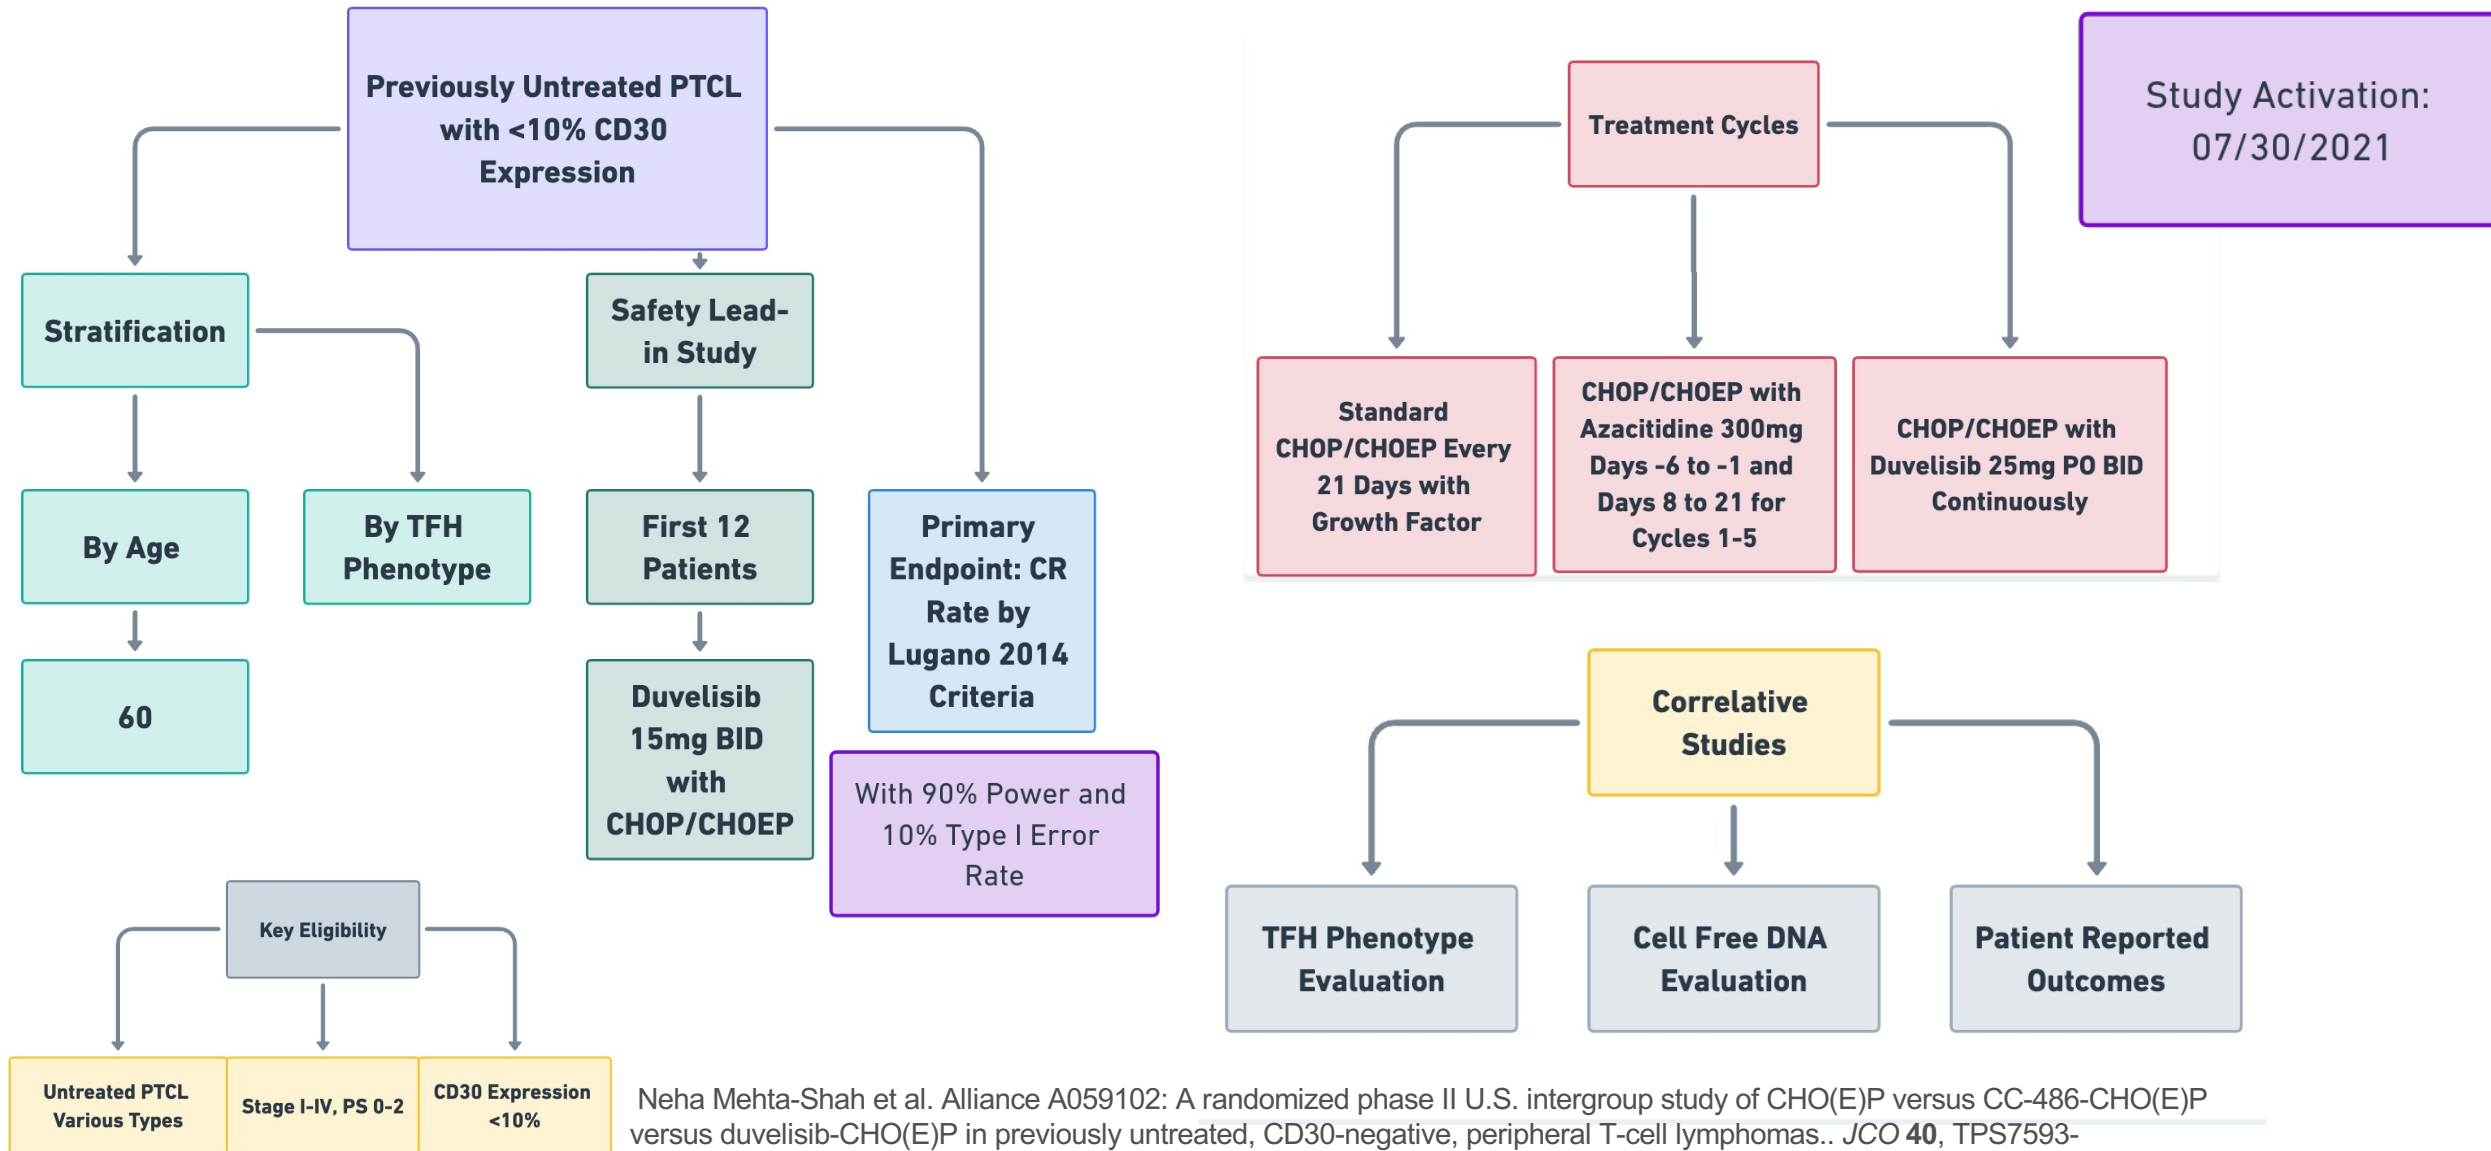 Previously Untreated PTCL
with <10% CD30
Expression
Stratification
By Age
60
By TFH
Phenotype
Safety Lead-
in Study
First 12
Patients
Duvelisib
15mg BID
with
CHOP/CHOEP
Primary
Endpoint: CR
Rate by
Lugano 2014
Criteria
With 90% Power and
10% Type I Error
Rate
Key Eligibility
Untreated PTCL
Various Types
Stage I-IV, PS 0-2
CD30 Expression
<10%
Treatment Cycles
Standard
CHOP/CHOEP Every
21 Days with
Growth Factor
CHOP/CHOEP with
Azacitidine 300mg
Days -6 to -1 and
Days 8 to 21 for
Cycles 1-5
CHOP/CHOEP with
Duvelisib 25mg PO BID
Continuously
Study Activation:
07/30/2021
Correlative
Studies
TFH Phenotype
Evaluation
Cell Free DNA
Evaluation
Patient Reported
Outcomes
Neha Mehta-Shah et al. Alliance A059102: A randomized phase II U.S. intergroup study of CHO(E)P versus CC-486-CHO(E)P
versus duvelisib-CHO(E)P in previously untreated, CD30-negative, peripheral T-cell lymphomas.. JCO 40, TPS7593-